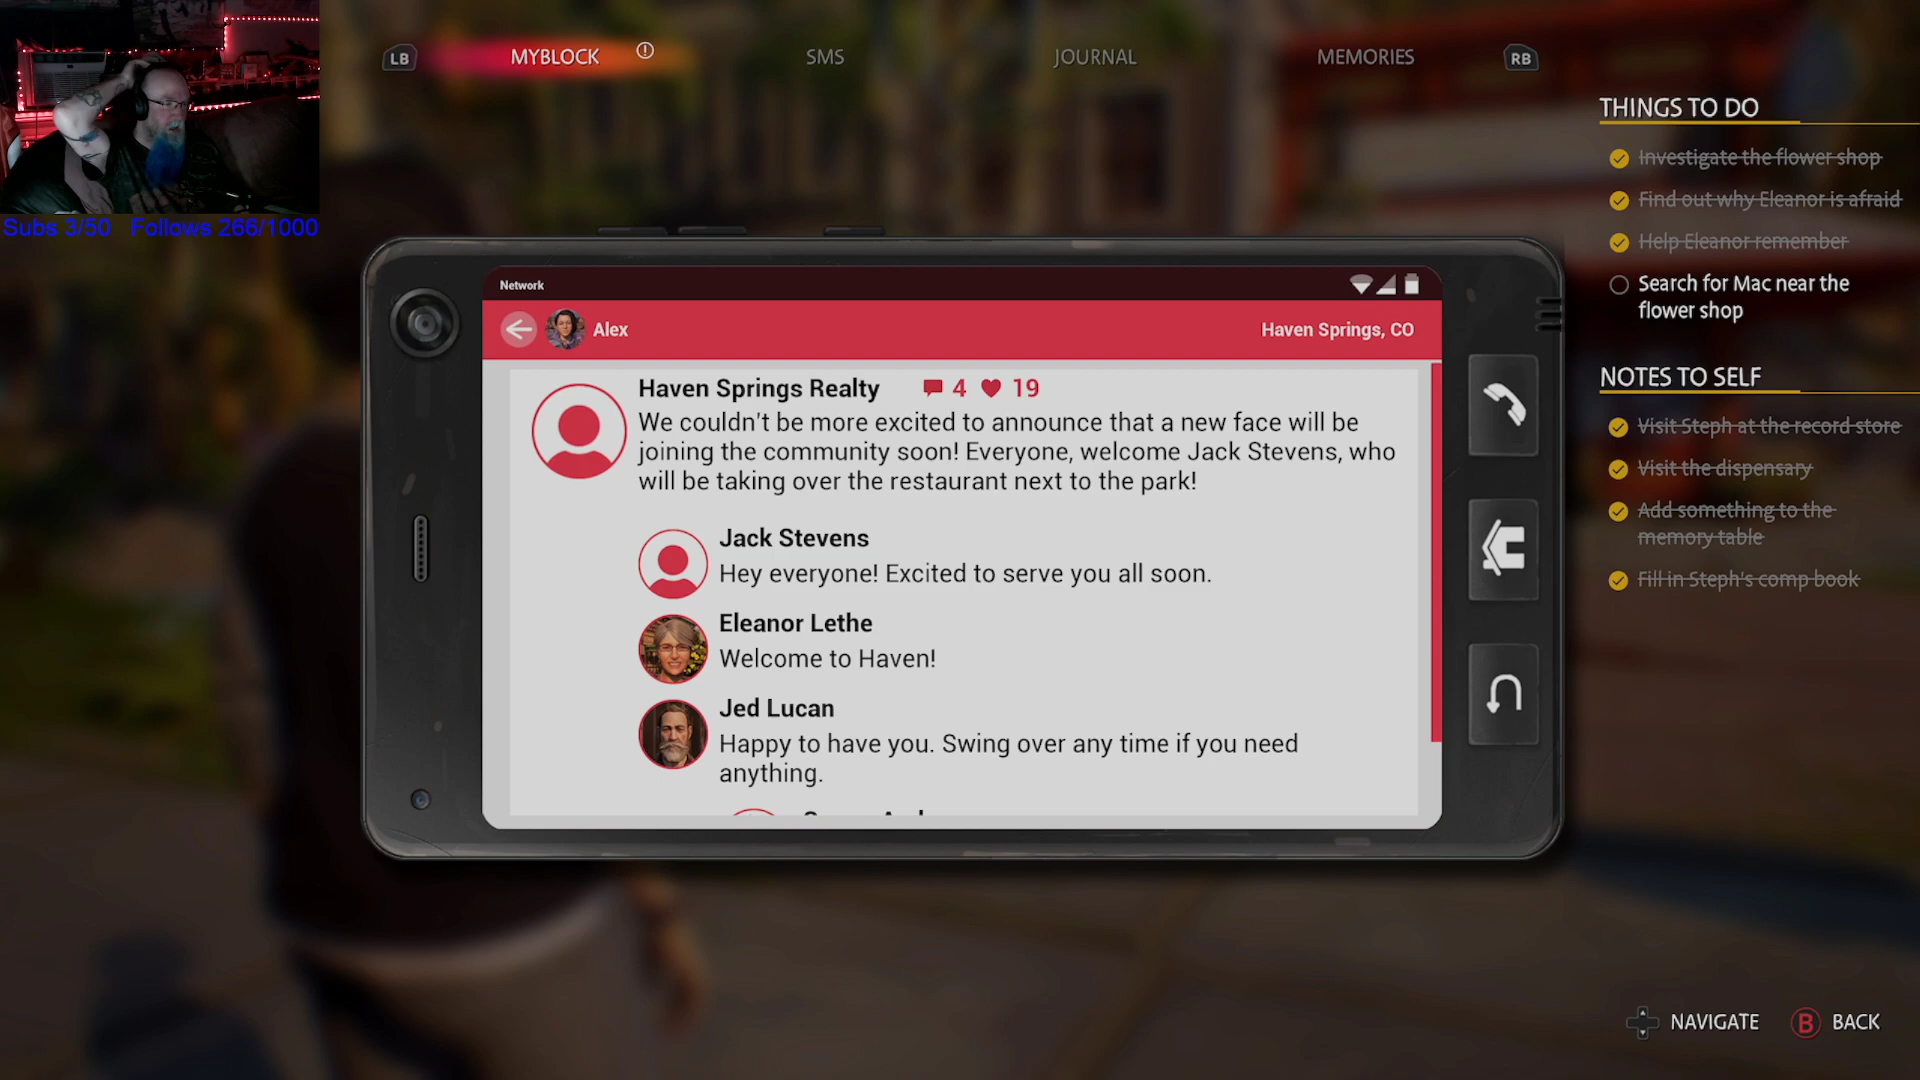 LB MYBLOCK SMS JOURNAL MEMORIES RB
Subs 3/50 Follows 266/1000
THINGS TO DO
Investigate the flower shop
Find out why Eleanor is afraid
Help Eleanor remember
Search for Mac near the
flower shop
NOTES TO SELF
Visit Steph at the record store
Visit the dispensary
Add something to the
memory table
Fill in Steph's comp book
Network
Alex Haven Springs, CO
Haven Springs Realty 4 19
We couldn't be more excited to announce that a new face will be
joining the community soon! Everyone, welcome Jack Stevens, who
will be taking over the restaurant next to the park!
Jack Stevens
Hey everyone! Excited to serve you all soon.
Eleanor Lethe
Welcome to Haven!
Jed Lucan
Happy to have you. Swing over any time if you need
anything.
NAVIGATE B BACK